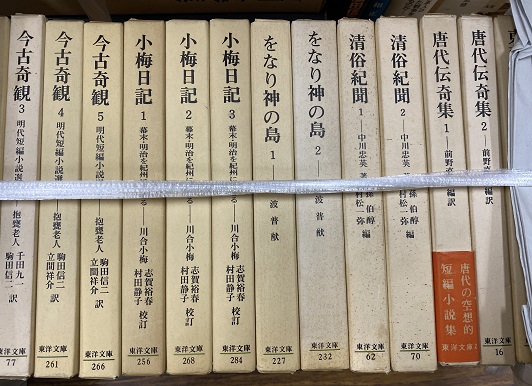 今古奇観 3 明代短編小説選 抱甕老人 千田九一 駒田信二 訳
東洋文庫
77
今古奇観 4 明代短編小説選 抱甕老人 駒田信二 立間祥介 訳
東洋文庫
261
今古奇観 5 明代短編小説選 抱甕老人 駒田信二 立間祥介 訳
東洋文庫
266
小梅日記 1 幕末・明治を紀州に る 川合小梅 志賀裕春 村田静子 校訂
東洋文庫
256
小梅日記 2 幕末・明治を紀州に る 川合小梅 志賀裕春 村田静子 校訂
東洋文庫
268
小梅日記 3 幕末・明治を紀州に る 川合小梅 志賀裕春 村田静子 校訂
東洋文庫
284
をなり神の島 1 波普猷
東洋文庫
227
をなり神の島 2 波普猷
東洋文庫
232
清俗紀聞 1 中川忠英 著 孫伯醇 村松一弥 編
東洋文庫
62
清俗紀聞 2 中川忠英 著 孫伯醇 村松一弥 編
東洋文庫
70
唐代伝奇集 1 前野直 編訳
唐代の空想的
短編小説集
東洋文庫
2
唐代伝奇集 2 前野 編訳
東洋文庫
16